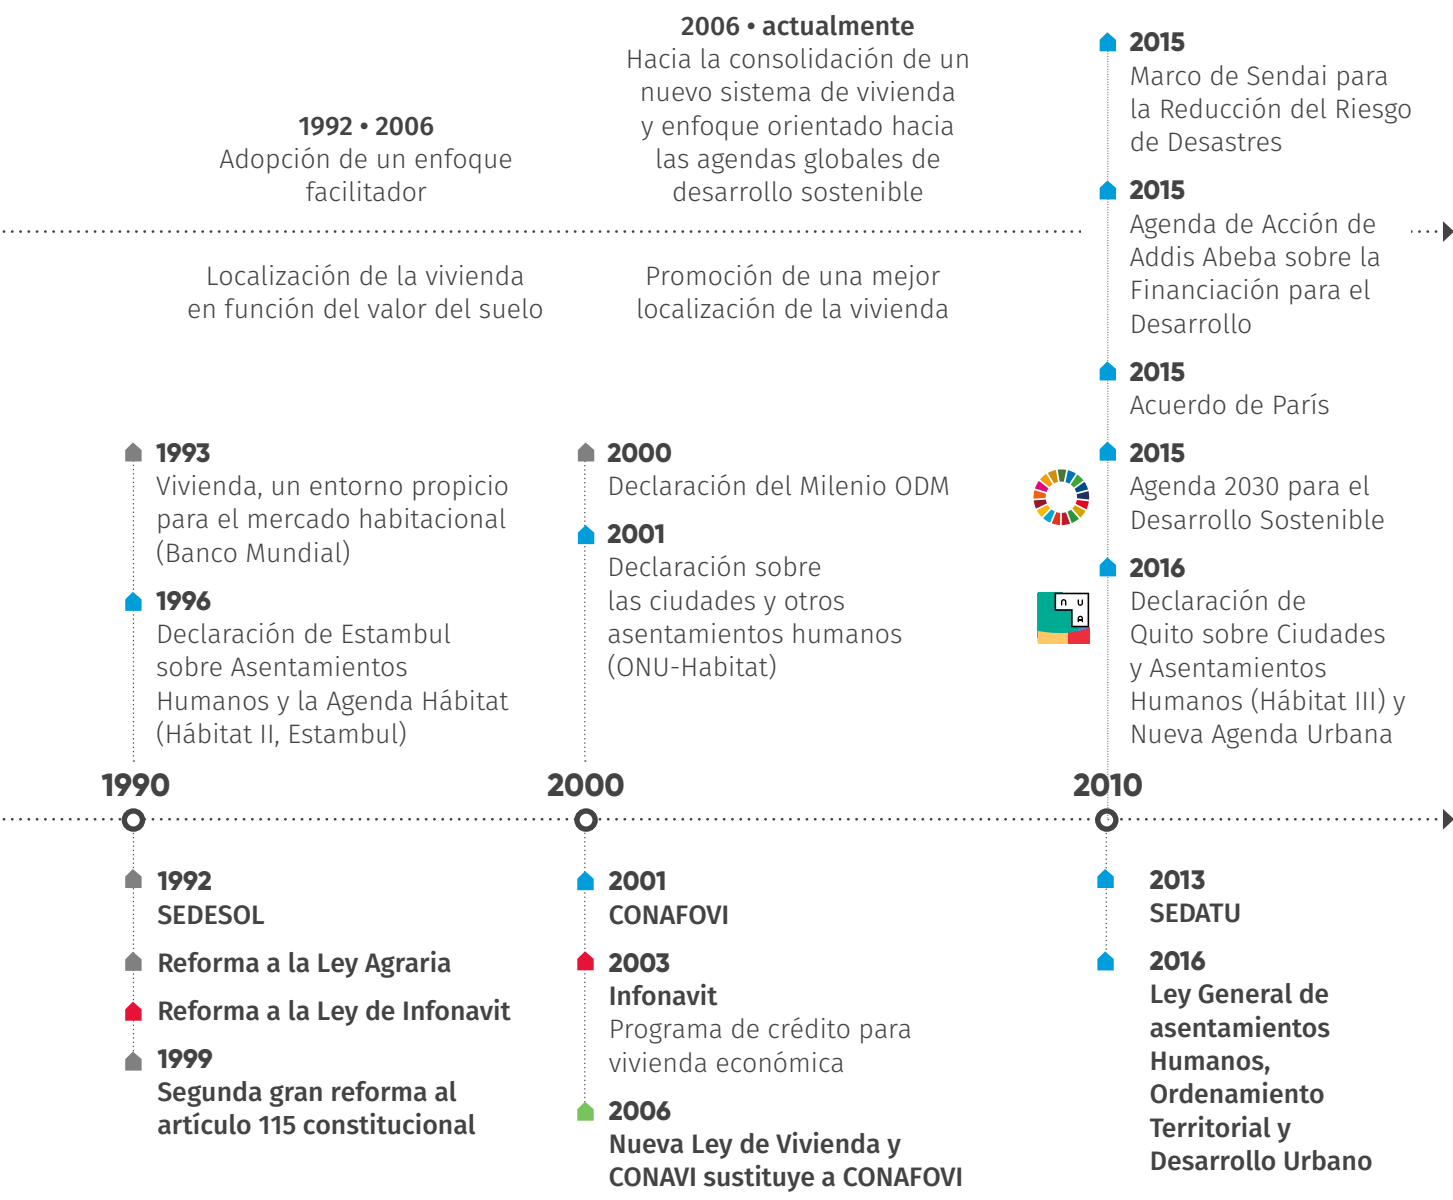 1992 • 2006
Adopción de un enfoque
facilitador
2006 • actualmente
Hacia la consolidación de un
nuevo sistema de vivienda
y enfoque orientado hacia
las agendas globales de
desarrollo sostenible
Localización de la vivienda
en función del valor del suelo
Promoción de una mejor
localización de la vivienda
1993
Vivienda, un entorno propicio
para el mercado habitacional
(Banco Mundial)
1996
Declaración de Estambul
sobre Asentamientos
Humanos y la Agenda Hábitat
(Hábitat II, Estambul)
2000
Declaración del Milenio ODM
2001
Declaración sobre
las ciudades y otros
asentamientos humanos
(ONU-Habitat)
2015
Marco de Sendai para
la Reducción del Riesgo
de Desastres
2015
Agenda de Acción de
Addis Abeba sobre la
Financiación para el
Desarrollo
2015
Acuerdo de París
2015
Agenda 2030 para el
Desarrollo Sostenible
2016
Declaración de
Quito sobre Ciudades
y Asentamientos
Humanos (Hábitat III) y
Nueva Agenda Urbana
n u
a
1990
2000
2010
1992
SEDESOL
Reforma a la Ley Agraria
Reforma a la Ley de Infonavit
1999
Segunda gran reforma al
artículo 115 constitucional
2001
CONAFOVI
2003
Infonavit
Programa de crédito para
vivienda económica
2006
Nueva Ley de Vivienda y
CONAVI sustituye a CONAFOVI
2013
SEDATU
2016
Ley General de
asentamientos
Humanos,
Ordenamiento
Territorial y
Desarrollo Urbano